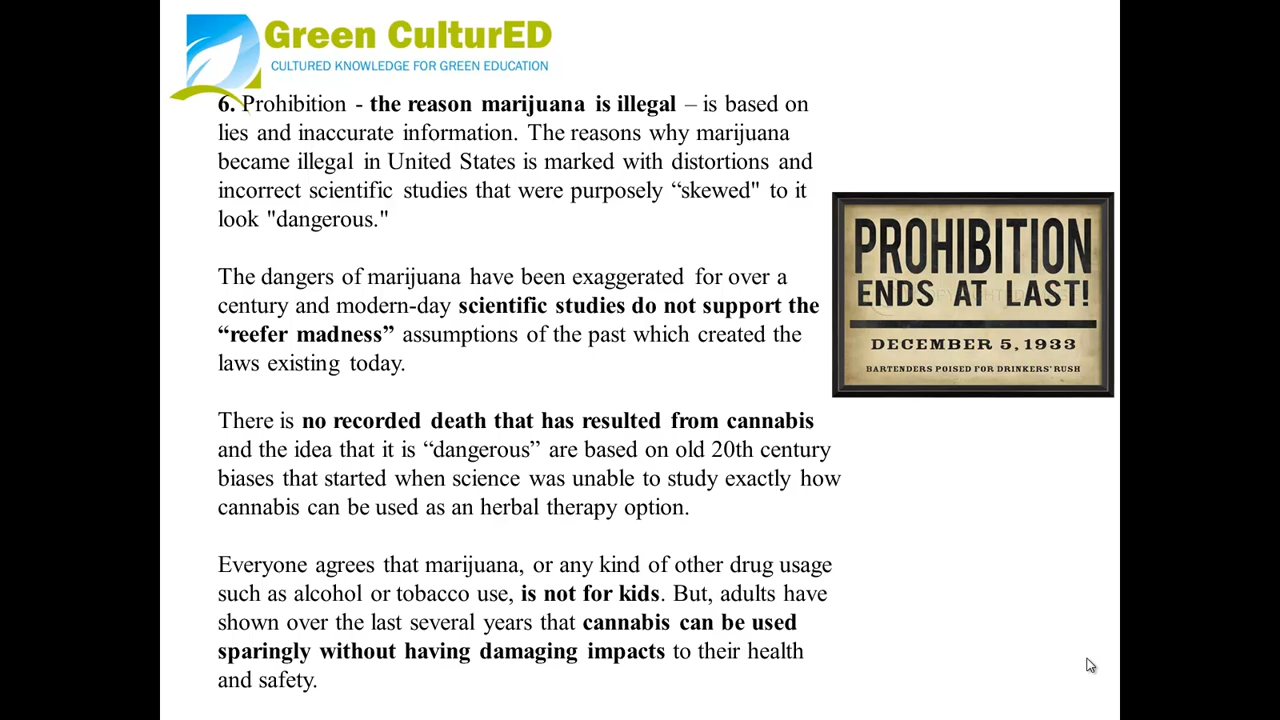 Green CulturED
CULTURED KNOWLEDGE FOR GREEN EDUCATION
6. Prohibition - the reason marijuana is illegal – is based on
lies and inaccurate information. The reasons why marijuana
became illegal in United States is marked with distortions and
incorrect scientific studies that were purposely “skewed" to it
look "dangerous."
The dangers of marijuana have been exaggerated for over a
century and modern-day scientific studies do not support the
“reefer madness” assumptions of the past which created the
laws existing today.
There is no recorded death that has resulted from cannabis
and the idea that it is “dangerous” are based on old 20th century
biases that started when science was unable to study exactly how
cannabis can be used as an herbal therapy option.
Everyone agrees that marijuana, or any kind of other drug usage
such as alcohol or tobacco use, is not for kids. But, adults have
shown over the last several years that cannabis can be used
sparingly without having damaging impacts to their health
and safety.
PROHIBITION
ENDS AT LAST!
DECEMBER 5, 1933
BARTENDERS POISED FOR DRINKERS' RUSH